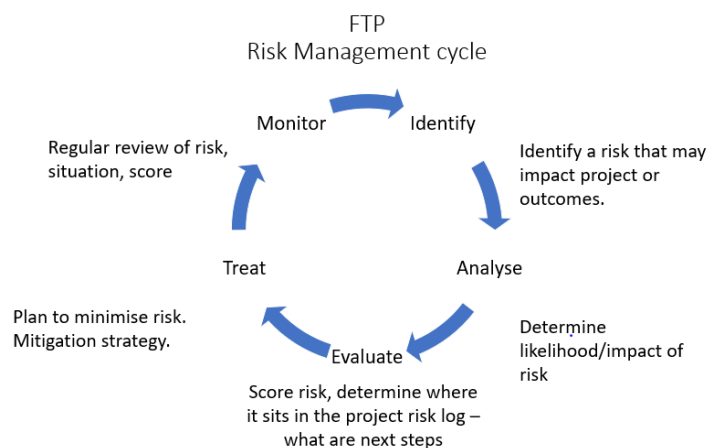 FTP
Risk Management cycle
Monitor
Identify
Regular review of risk,
situation, score
Identify a risk that may
impact project or
outcomes.
Treat
Analyse
Plan to minimise risk.
Mitigation strategy.
Determine
likelihood/impact of
risk
Evaluate
Score risk, determine where
it sits in the project risk log –
what are next steps